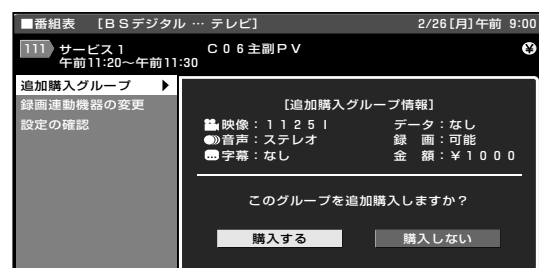 ■番組表 [BSデジタル … テレビ] 2/26[月]午前 9:00
111 サービス1 C06主副PV ¥
午前11:20～午前11:30
追加購入グループ ▶
録画連動機器の変更
設定の確認
[追加購入グループ情報]
映像：1125I データ：なし
音声：ステレオ 録 画：可能
字幕：なし 金 額：¥1000
このグループを追加購入しますか？
購入する 購入しない